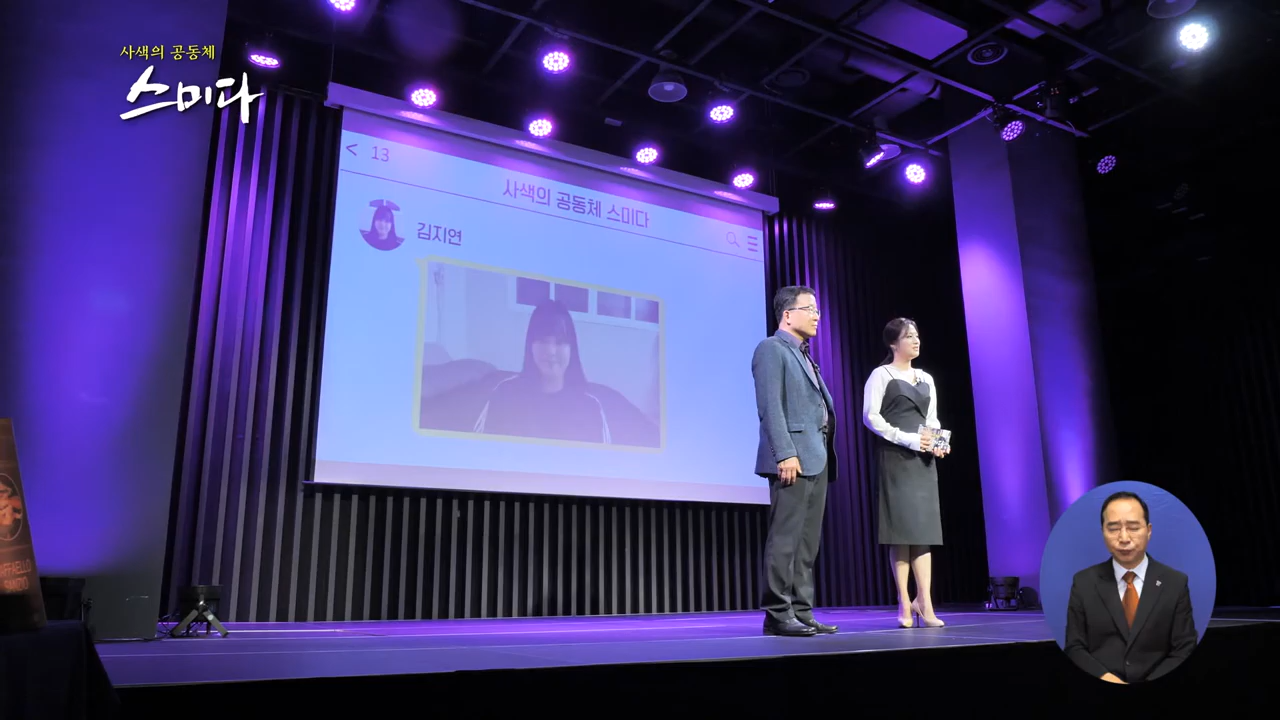 사색의 공동체
스미다
< 13
사색의 공동체 스미다
김지연